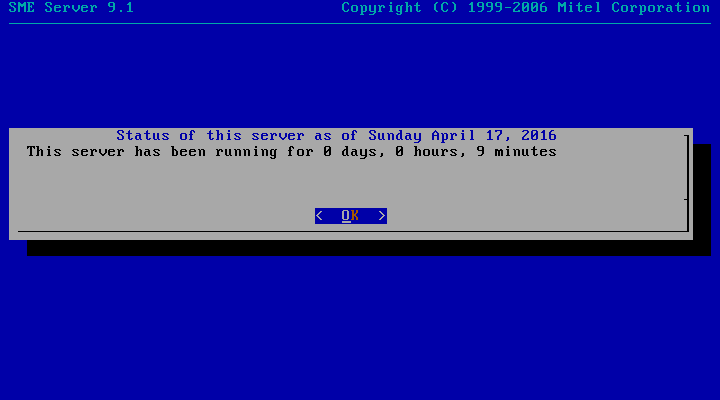 SME Server 9.1 Copyright (C) 1999-2006 Mitel Corporation
Status of this server as of Sunday April 17, 2016
This server has been running for 0 days, 0 hours, 9 minutes
< OK >